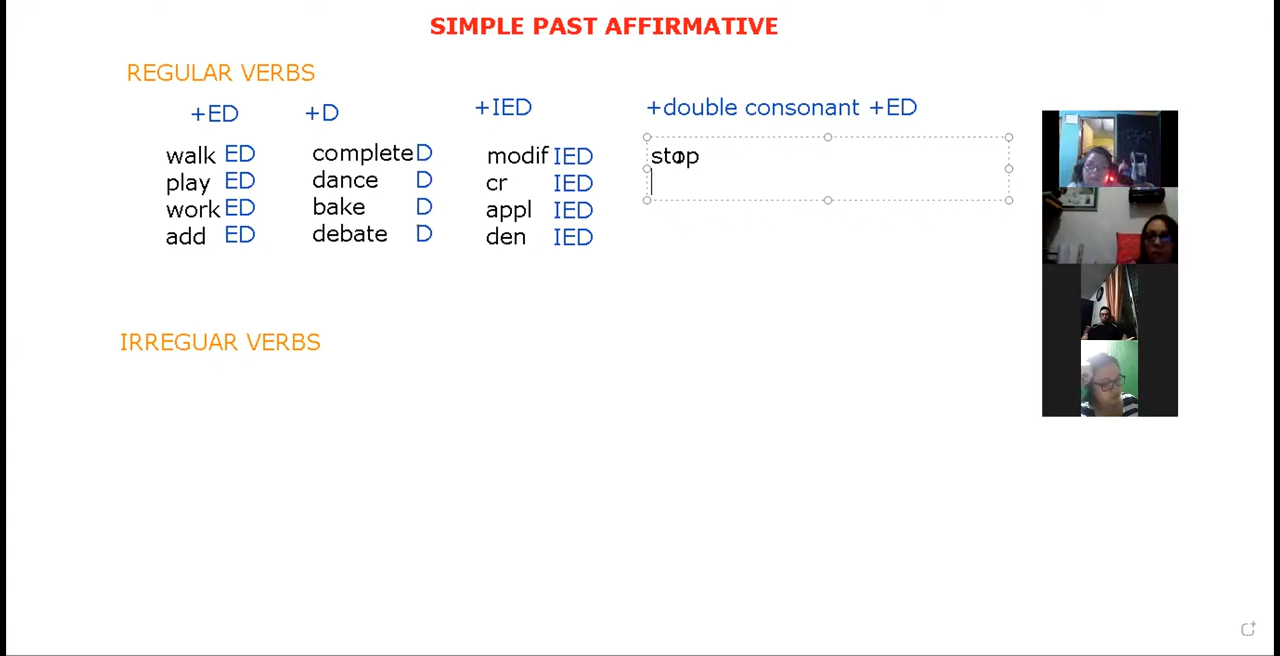 SIMPLE PAST AFFIRMATIVE
REGULAR VERBS
+ED +D +IED +double consonant +ED
walk ED complete D modif IED stop
play ED dance D cr IED
work ED bake D appl IED
add ED debate D den IED
IRREGUAR VERBS